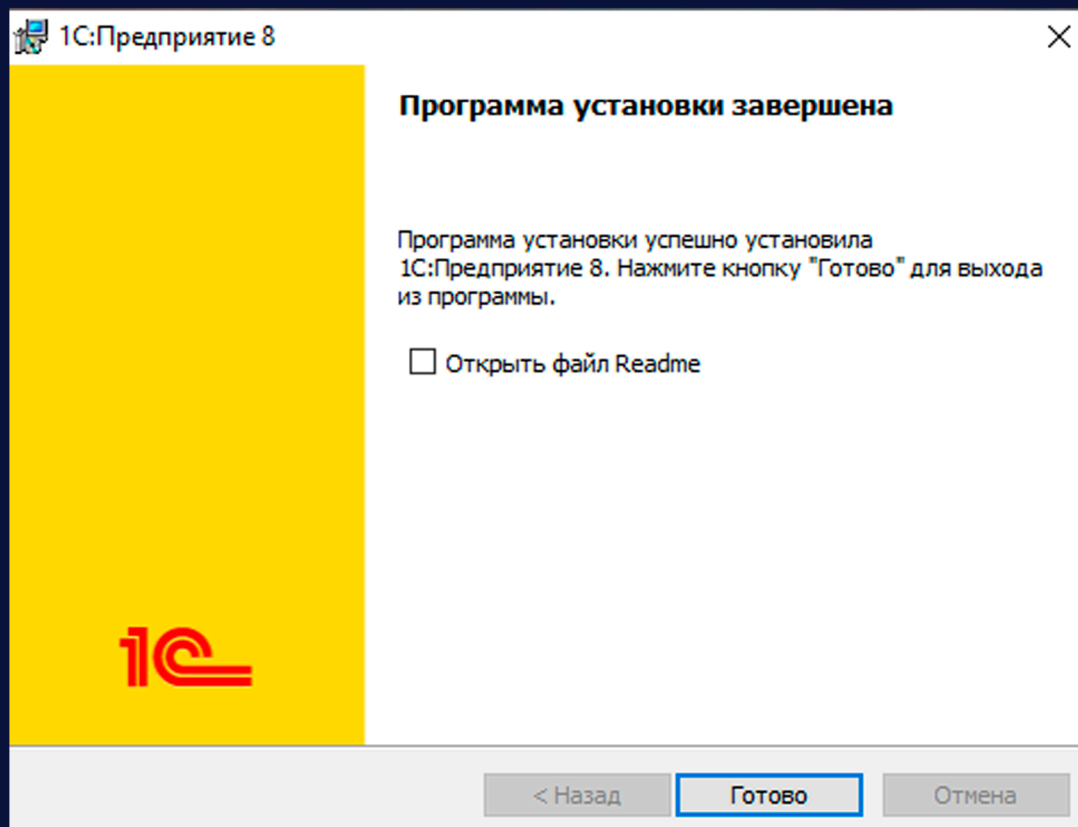 1С:Предприятие 8
Программа установки завершена
Программа установки успешно установила
1С:Предприятие 8. Нажмите кнопку "Готово" для выхода
из программы.
Открыть файл Readme
1С
< Назад
Готово
Отмена